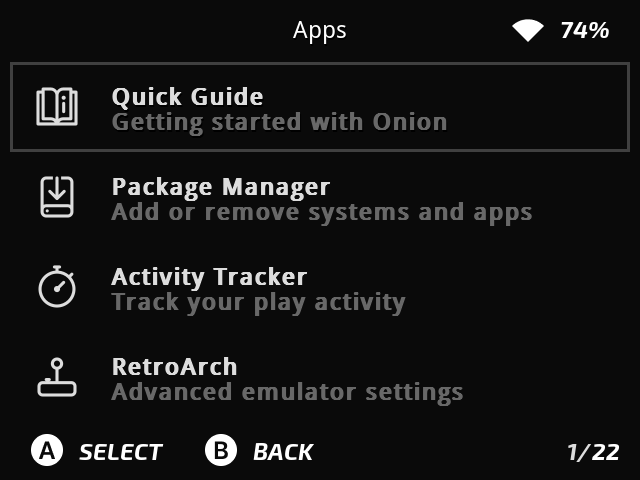 Apps
74%
Quick Guide
Getting started with Onion
Package Manager
Add or remove systems and apps
Activity Tracker
Track your play activity
RetroArch
Advanced emulator settings
A SELECT B BACK 1/22